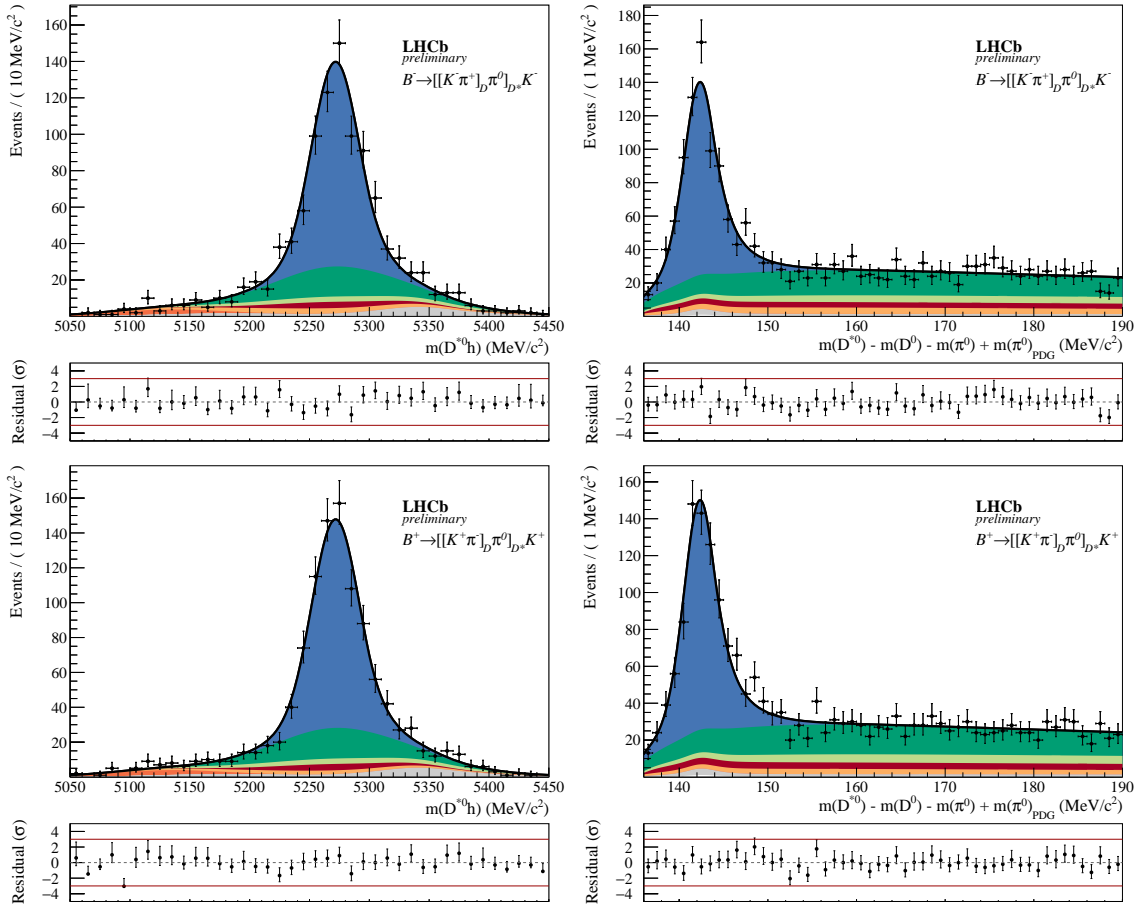 Events / ( 10 MeV/c²)
160
140
120
100
80
60
40
20
LHCb
preliminary
B⁻→[[K⁻π⁺]_D π⁰]_D* K⁻
5050 5100 5150 5200 5250 5300 5350 5400 5450
m(D*⁰h) (MeV/c²)
Residual (σ)
4
2
0
−2
−4
Events / ( 1 MeV/c²)
180
160
140
120
100
80
60
40
20
LHCb
preliminary
B⁻→[[K⁻π⁺]_D π⁰]_D* K⁻
140 150 160 170 180 190
m(D*⁰) - m(D⁰) - m(π⁰) + m(π⁰)_PDG (MeV/c²)
Residual (σ)
4
2
0
−2
−4
Events / ( 10 MeV/c²)
160
140
120
100
80
60
40
20
LHCb
preliminary
B⁺→[[K⁺π⁻]_D π⁰]_D* K⁺
5050 5100 5150 5200 5250 5300 5350 5400 5450
m(D*⁰h) (MeV/c²)
Residual (σ)
4
2
0
−2
−4
Events / ( 1 MeV/c²)
160
140
120
100
80
60
40
20
LHCb
preliminary
B⁺→[[K⁺π⁻]_D π⁰]_D* K⁺
140 150 160 170 180 190
m(D*⁰) - m(D⁰) - m(π⁰) + m(π⁰)_PDG (MeV/c²)
Residual (σ)
4
2
0
−2
−4